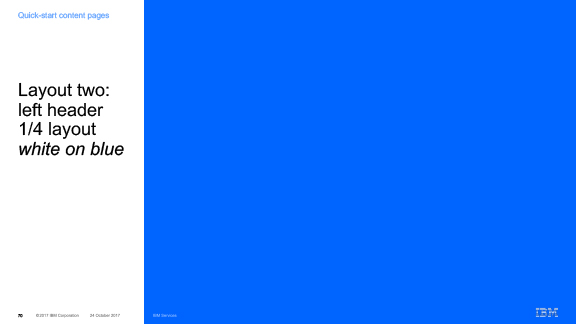 Quick-start content pages
Layout two:
left header
1/4 layout
white on blue
70 ©2017 IBM Corporation 24 October 2017 IBM Services
IBM